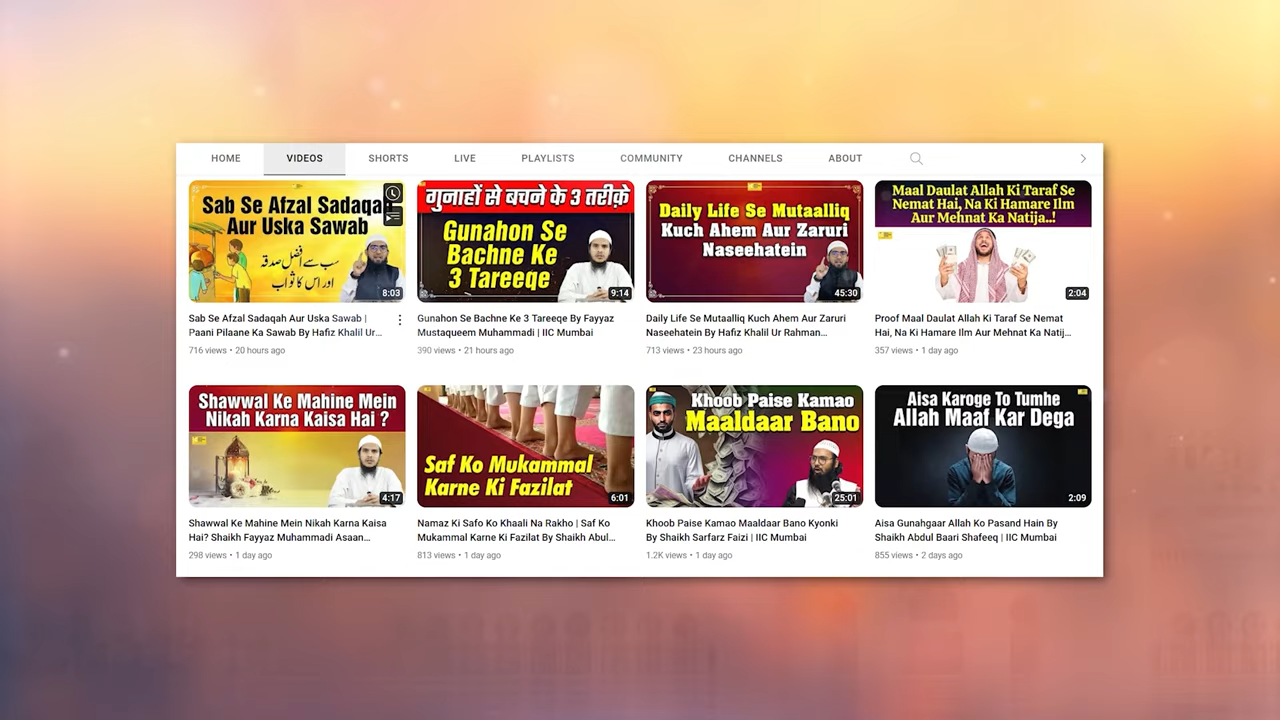 HOME VIDEOS SHORTS LIVE PLAYLISTS COMMUNITY CHANNELS ABOUT
Sab Se Afzal Sadaqah
Aur Uska Sawab
سب سے افضل صدقہ
اور اس کا ثواب
8:03
गुनाहों से बचने के 3 तरीक़े
Gunahon Se
Bachne Ke
3 Tareeqe
9:14
Daily Life Se Mutaalliq
Kuch Ahem Aur Zaruri
Naseehatein
45:30
Maal Daulat Allah Ki Taraf Se
Nemat Hai, Na Ki Hamare Ilm
Aur Mehnat Ka Natija..!
2:04
Sab Se Afzal Sadaqah Aur Uska Sawab |
Paani Pilaane Ka Sawab By Hafiz Khalil Ur...
716 views • 20 hours ago
Gunahon Se Bachne Ke 3 Tareeqe By Fayyaz
Mustaqueem Muhammadi | IIC Mumbai
390 views • 21 hours ago
Daily Life Se Mutaalliq Kuch Ahem Aur Zaruri
Naseehatein By Hafiz Khalil Ur Rahman...
713 views • 23 hours ago
Proof Maal Daulat Allah Ki Taraf Se Nemat
Hai, Na Ki Hamare Ilm Aur Mehnat Ka Natij...
357 views • 1 day ago
Shawwal Ke Mahine Mein
Nikah Karna Kaisa Hai ?
4:17
Saf Ko Mukammal
Karne Ki Fazilat
6:01
Khoob Paise Kamao
Maaldaar Bano
25:01
Aisa Karoge To Tumhe
Allah Maaf Kar Dega
2:09
Shawwal Ke Mahine Mein Nikah Karna Kaisa
Hai? Shaikh Fayyaz Muhammadi Asaan...
298 views • 1 day ago
Namaz Ki Safo Ko Khaali Na Rakho | Saf Ko
Mukammal Karne Ki Fazilat By Shaikh Abul...
813 views • 1 day ago
Khoob Paise Kamao Maaldaar Bano Kyonki
By Shaikh Sarfarz Faizi | IIC Mumbai
1.2K views • 1 day ago
Aisa Gunahgaar Allah Ko Pasand Hain By
Shaikh Abdul Baari Shafeeq | IIC Mumbai
855 views • 2 days ago